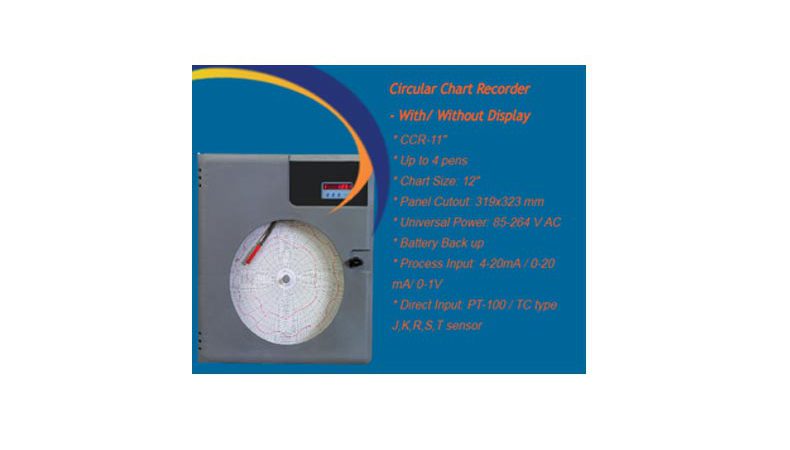 Circular Chart Recorder
- With/ Without Display
* CCR-11"
* Up to 4 pens
* Chart Size: 12"
* Panel Cutout: 319x323 mm
* Universal Power: 85-264 V AC
* Battery Back up
* Process Input: 4-20mA / 0-20
mA/ 0-1V
* Direct Input: PT-100 / TC type
J,K,R,S,T sensor